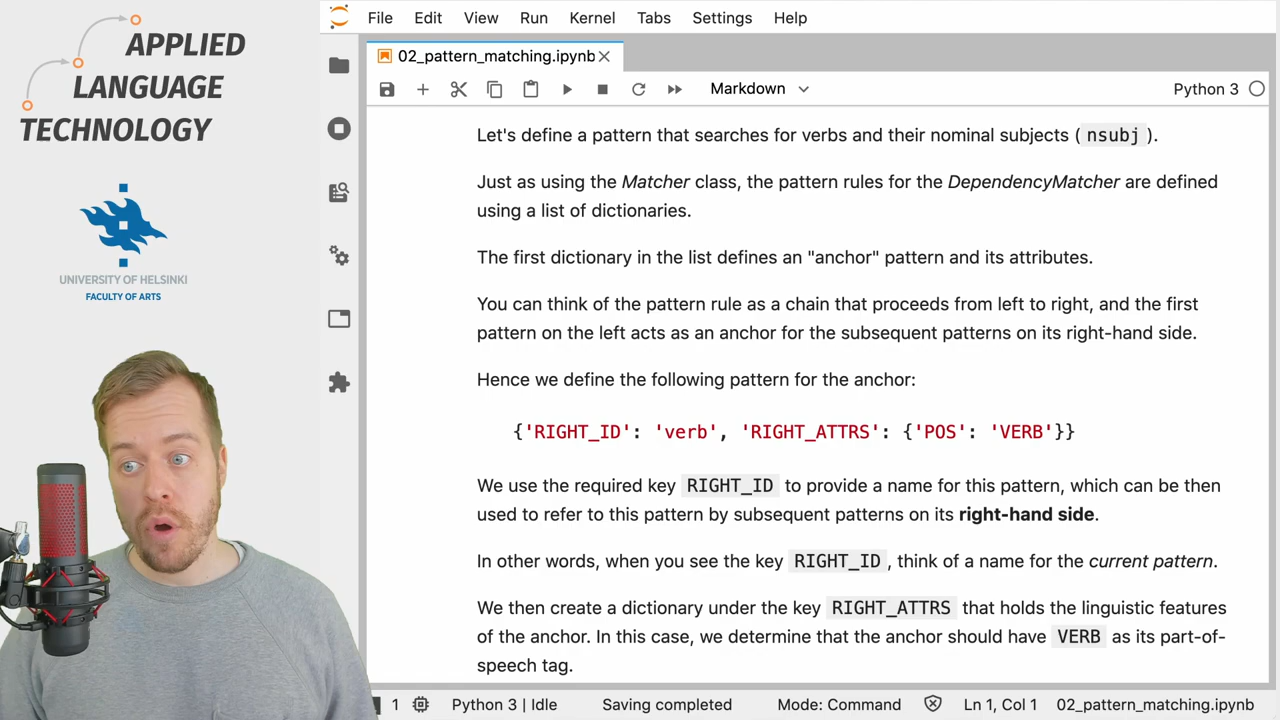 APPLIED
LANGUAGE
TECHNOLOGY
UNIVERSITY OF HELSINKI
FACULTY OF ARTS
File Edit View Run Kernel Tabs Settings Help
02_pattern_matching.ipynb
Markdown
Python 3
Let's define a pattern that searches for verbs and their nominal subjects ( nsubj ).
Just as using the Matcher class, the pattern rules for the DependencyMatcher are defined
using a list of dictionaries.
The first dictionary in the list defines an "anchor" pattern and its attributes.
You can think of the pattern rule as a chain that proceeds from left to right, and the first
pattern on the left acts as an anchor for the subsequent patterns on its right-hand side.
Hence we define the following pattern for the anchor:
{'RIGHT_ID': 'verb', 'RIGHT_ATTRS': {'POS': 'VERB'}}
We use the required key RIGHT_ID to provide a name for this pattern, which can be then
used to refer to this pattern by subsequent patterns on its right-hand side.
In other words, when you see the key RIGHT_ID , think of a name for the current pattern.
We then create a dictionary under the key RIGHT_ATTRS that holds the linguistic features
of the anchor. In this case, we determine that the anchor should have VERB as its part-of-
speech tag.
1 Python 3 | Idle Saving completed Mode: Command Ln 1, Col 1 02_pattern_matching.ipynb